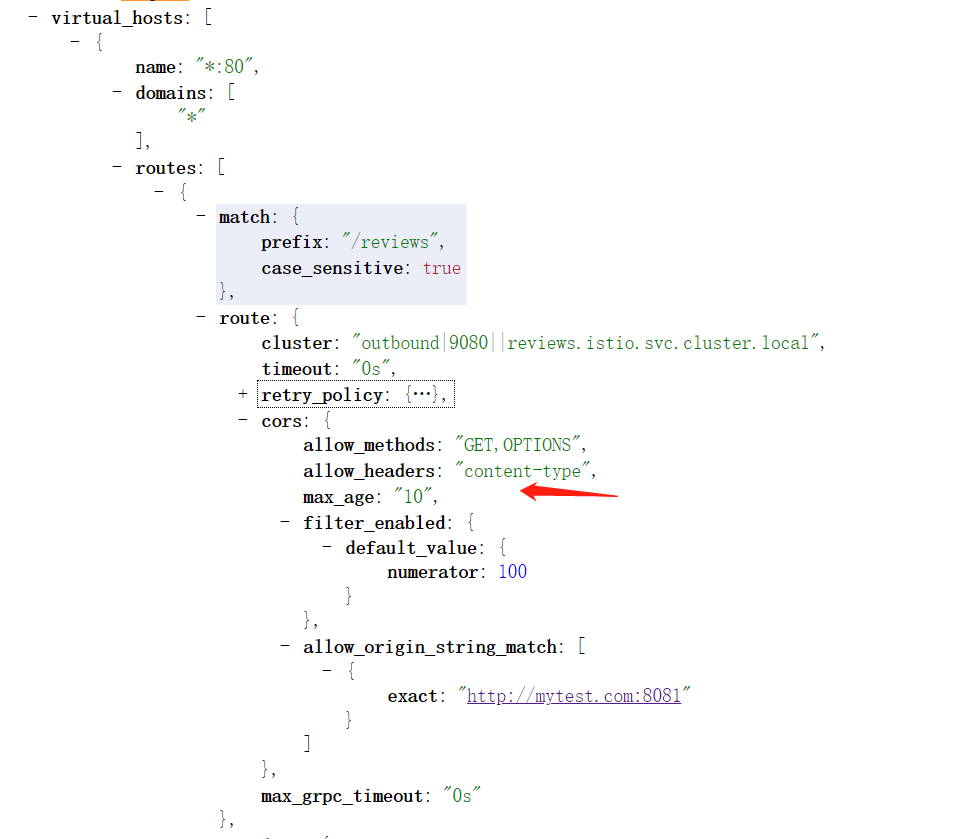 - virtual_hosts: [
- {
name: "*:80",
- domains: [
"*"
],
- routes: [
- {
- match: {
prefix: "/reviews",
case_sensitive: true
},
- route: {
cluster: "outbound|9080||reviews.istio.svc.cluster.local",
timeout: "0s",
+ retry_policy: {…},
- cors: {
allow_methods: "GET,OPTIONS",
allow_headers: "content-type",
max_age: "10",
- filter_enabled: {
- default_value: {
numerator: 100
}
},
- allow_origin_string_match: [
- {
exact: "http://mytest.com:8081"
}
]
},
max_grpc_timeout: "0s"
},